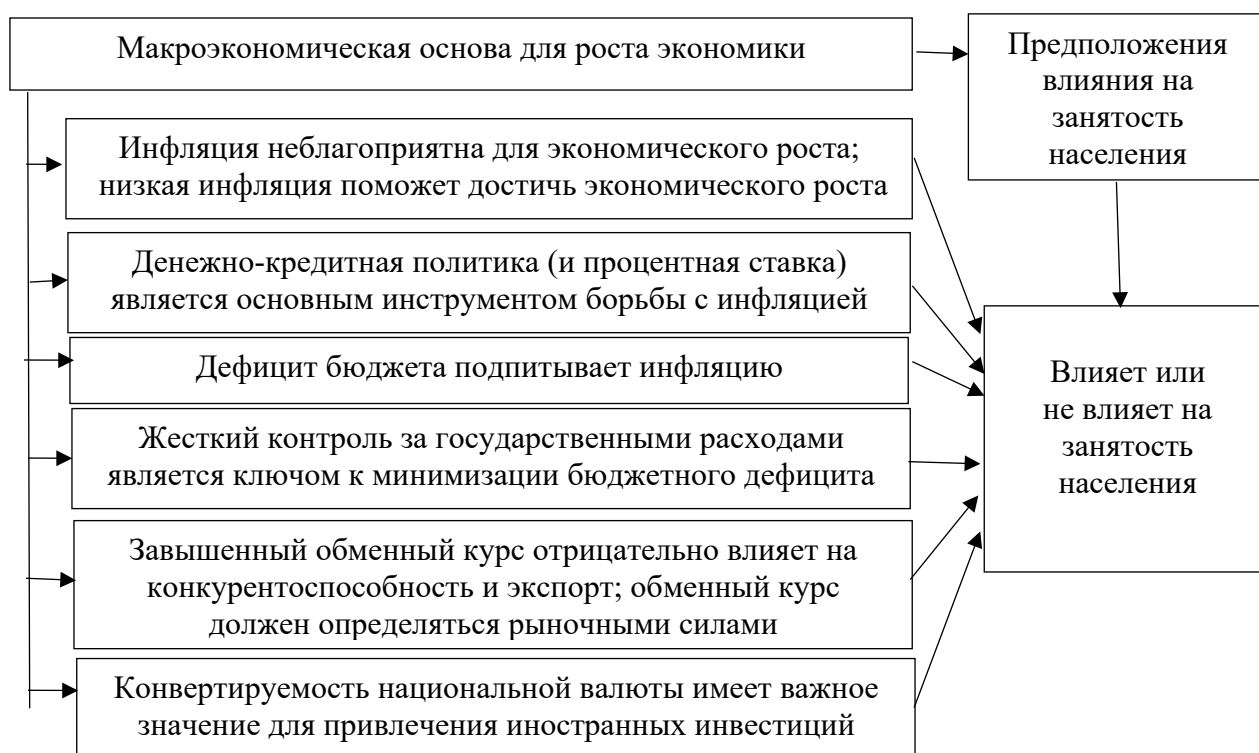 Макроэкономическая основа для роста экономики
Предположения
влияния на
занятость
населения
Инфляция неблагоприятна для экономического роста;
низкая инфляция поможет достичь экономического роста
Денежно-кредитная политика (и процентная ставка)
является основным инструментом борьбы с инфляцией
Дефицит бюджета подпитывает инфляцию
Жесткий контроль за государственными расходами
является ключом к минимизации бюджетного дефицита
Завышенный обменный курс отрицательно влияет на
конкурентоспособность и экспорт; обменный курс
должен определяться рыночными силами
Конвертируемость национальной валюты имеет важное
значение для привлечения иностранных инвестиций
Влияет или
не влияет на
занятость
населения